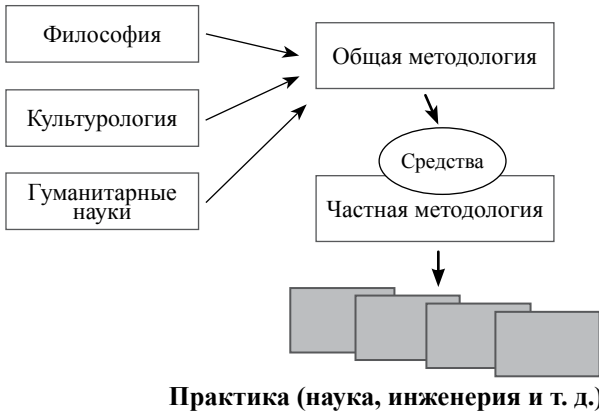 Философия
Общая методология
Культурология
Средства
Гуманитарные
науки
Частная методология
Практика (наука, инженерия и т. д.)